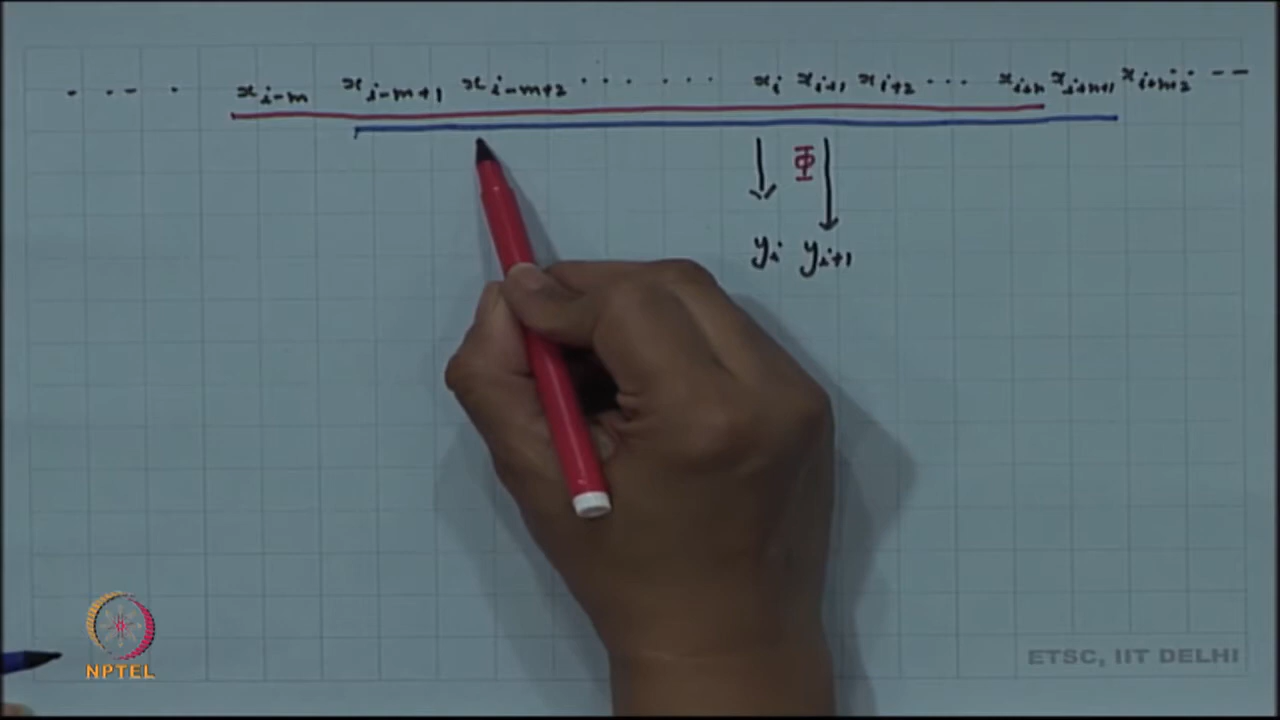 . . . . x_{i-m} x_{i-m+1} x_{i-m+2} . . . . . . . x_i x_{i+1} x_{i+2} . . . x_{i+n} x_{i+n+1} x_{i+n+2} . . .
Φ
y_i y_{i+1}
NPTEL
ETSC, IIT DELHI